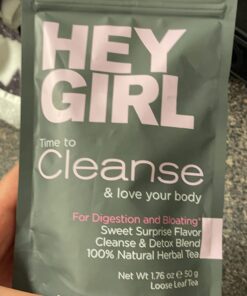 HEY
GIRL
Time to
Cleanse
& love your body
For Digestion and Bloating*
Sweet Surprise Flavor
Cleanse & Detox Blend
100% Natural Herbal Tea
Net Wt 1.76 oz e 50 g
Loose Leaf Tea